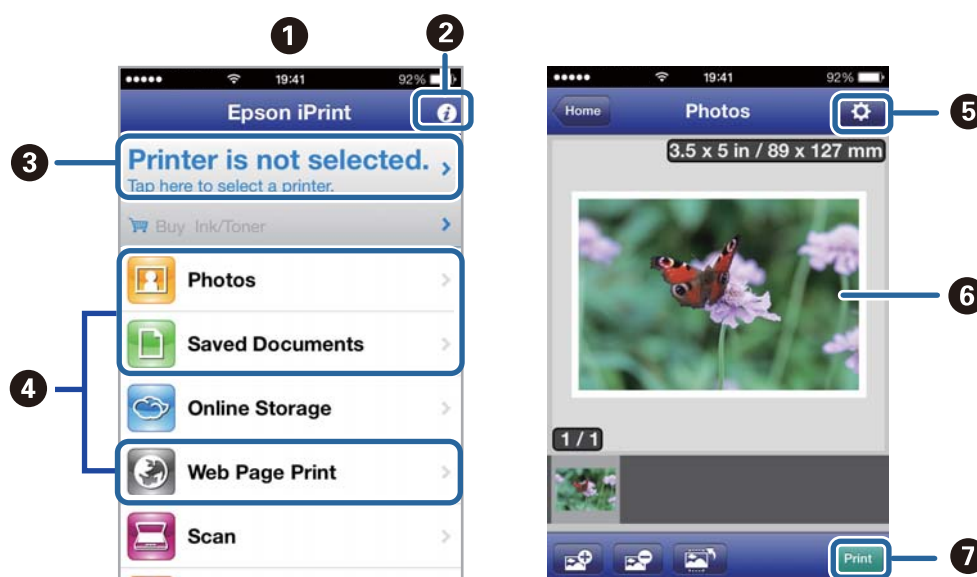 1
2
19:41 92%
Epson iPrint
3
Printer is not selected.
Tap here to select a printer.
Buy Ink/Toner
Photos
Saved Documents
4
Online Storage
Web Page Print
Scan
19:41 92%
Home Photos
5
3.5 x 5 in / 89 x 127 mm
6
1 / 1
Print
7